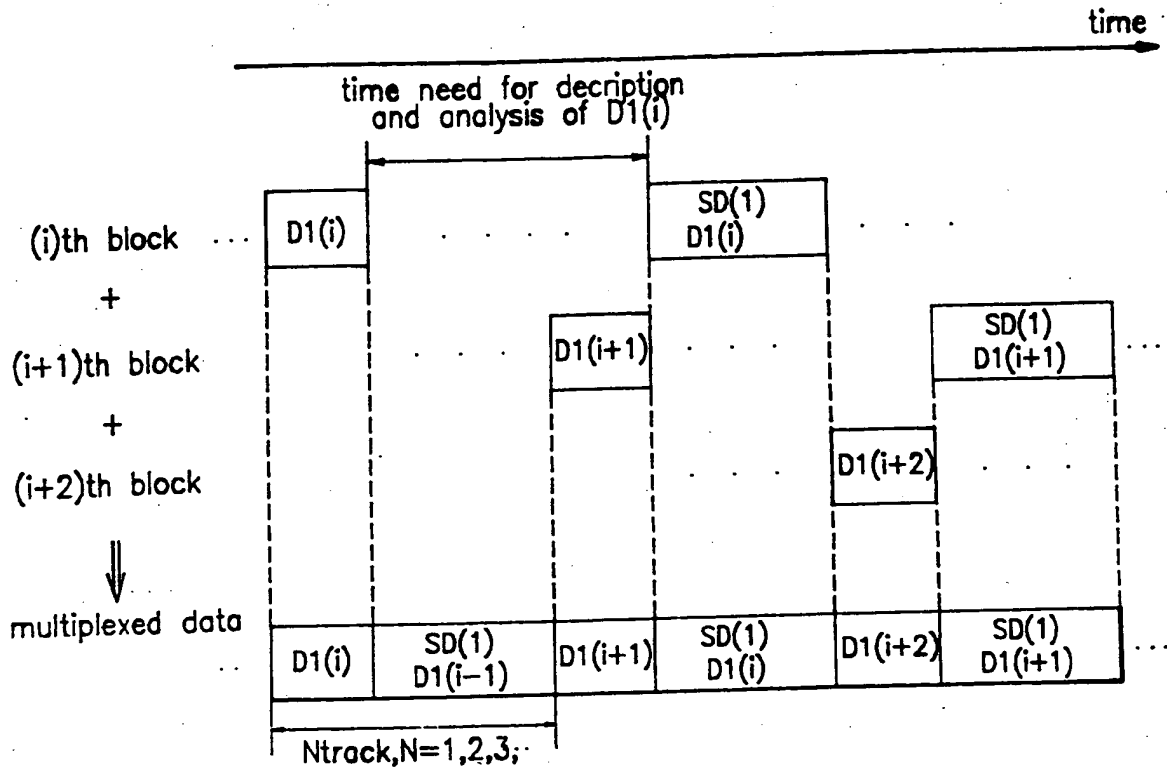 time
time need for decription
and analysis of D1(i)
(i)th block ... D1(i) . . . . SD(1) . . .
D1(i)
+
(i+1)th block . . . D1(i+1) SD(1) ...
D1(i+1)
+
(i+2)th block . . . D1(i+2) . . .
⇓
multiplexed data
.. D1(i) SD(1) D1(i+1) SD(1) D1(i+2) SD(1) ...
D1(i-1) D1(i) D1(i+1)
Ntrack,N=1,2,3,..